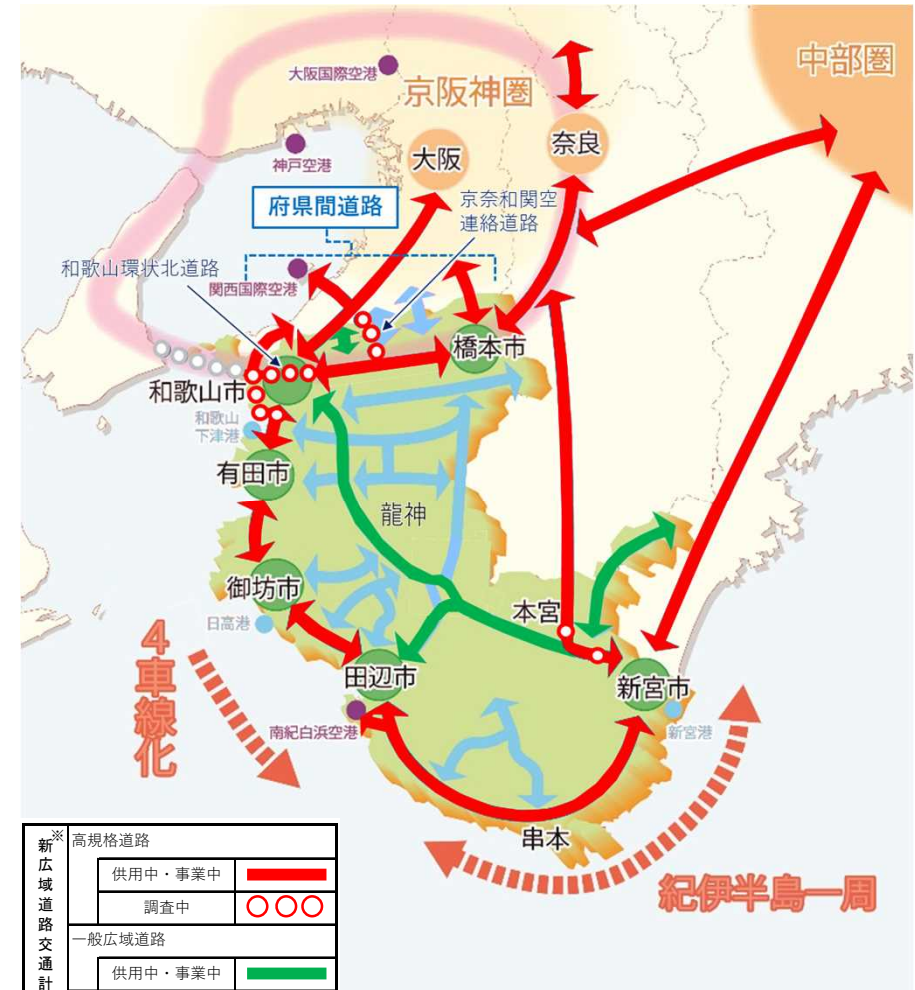 中部圏
大阪国際空港
京阪神圏
神戸空港
大阪
奈良
府県間道路
京奈和関空
連絡道路
和歌山環状北道路
関西国際空港
橋本市
和歌山市
和歌山
下津港
有田市
龍神
御坊市
日高港
本宮
4車線化
田辺市
新宮市
南紀白浜空港
新宮港
串本
紀伊半島一周
新広域道路交通計
※
高規格道路
供用中・事業中
調査中
一般広域道路
供用中・事業中